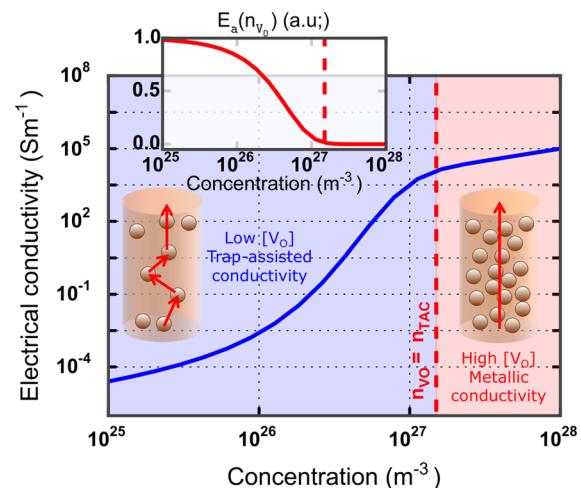 E_a(n_{V_0}) (a.u;)
1.0
0.5
0.0
10^25 10^26 10^27 10^28
Concentration (m^-3)
Electrical conductivity (Sm^-1)
10^8
10^5
10^2
10^-1
10^-4
Low [V_O]
Trap-assisted
conductivity
n_VO = n_TAC
High [V_O]
Metallic
conductivity
10^25 10^26 10^27 10^28
Concentration (m^-3)